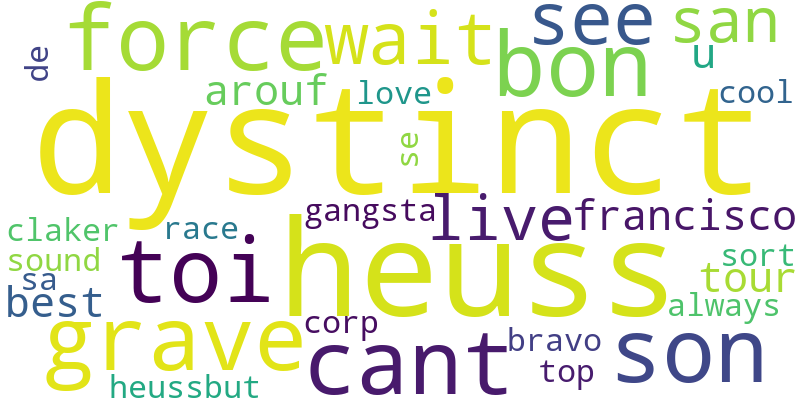 force wait see san
de bon u
arouf love cool
dystinct
se
gangsta live francisco
claker race
sound toi heuss sort
sa tour
best always
grave corp cant bravo son
top
heussbut